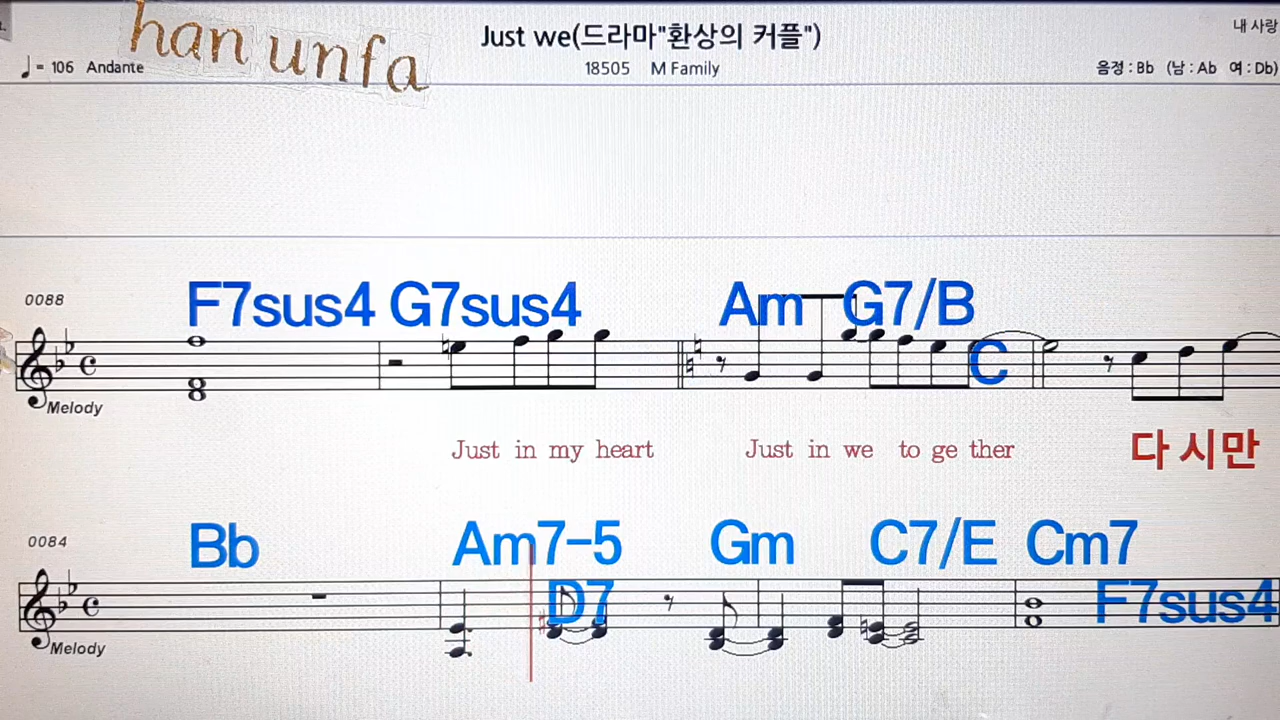 han unfa
Just we(드라마"환상의 커플")
내 사랑
♩= 106 Andante
18505 M Family
음정 : Bb (남 : Ab 여 : Db)
0088
F7sus4 G7sus4 Am G7/B
C
Melody
Just in my heart Just in we to ge ther 다 시만
0084
Bb Am7-5 Gm C7/E Cm7
D7 F7sus4
Melody